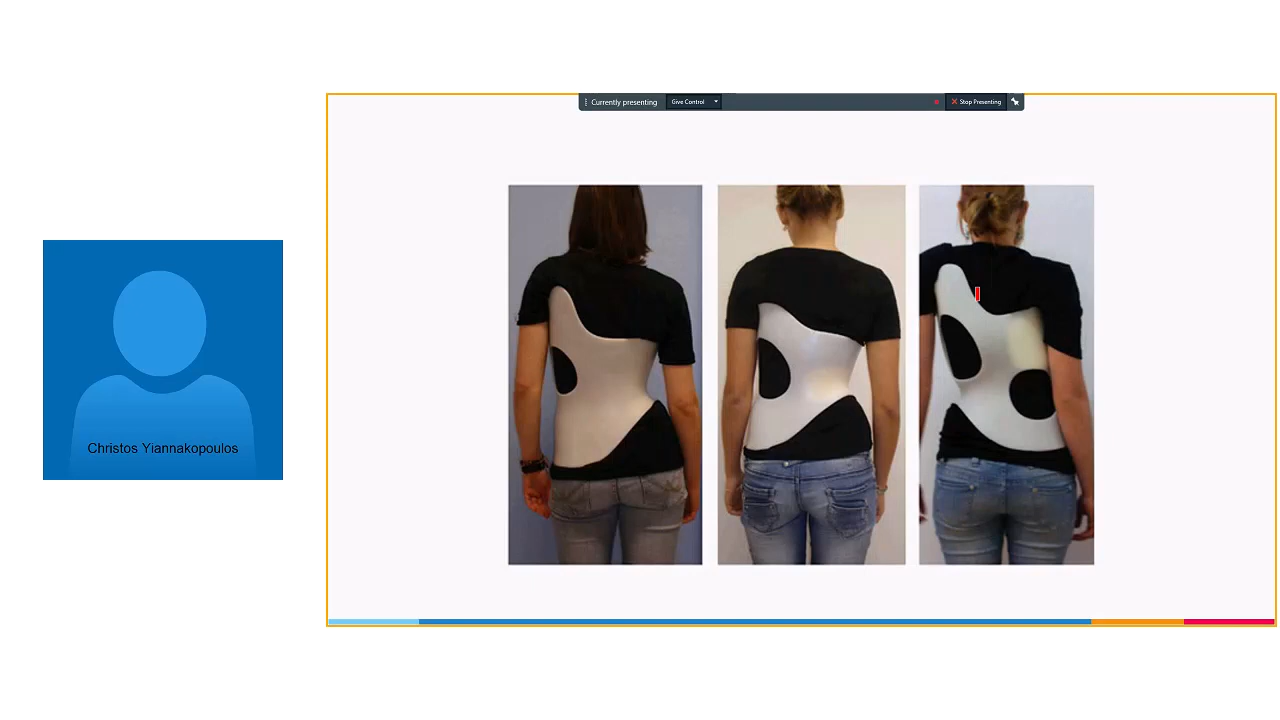 Currently presenting
Give Control
Stop Presenting
Christos Yiannakopoulos